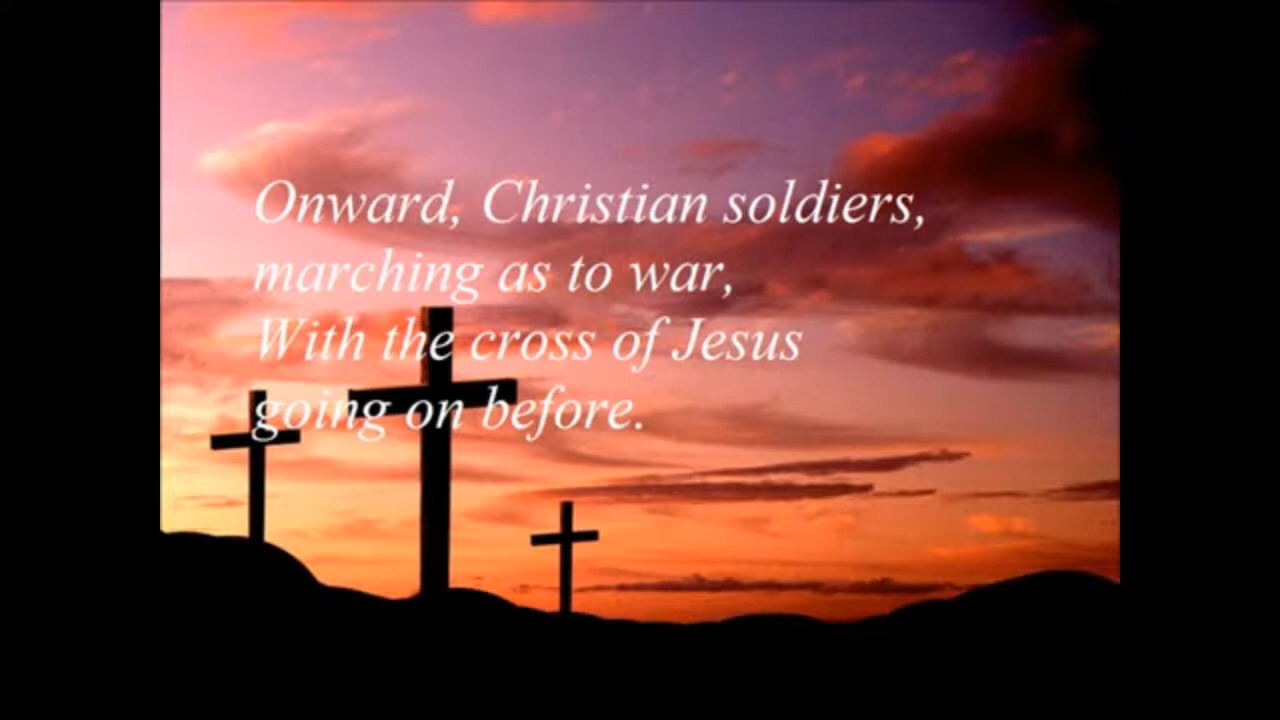 Onward, Christian soldiers,
marching as to war,
With the cross of Jesus
going on before.